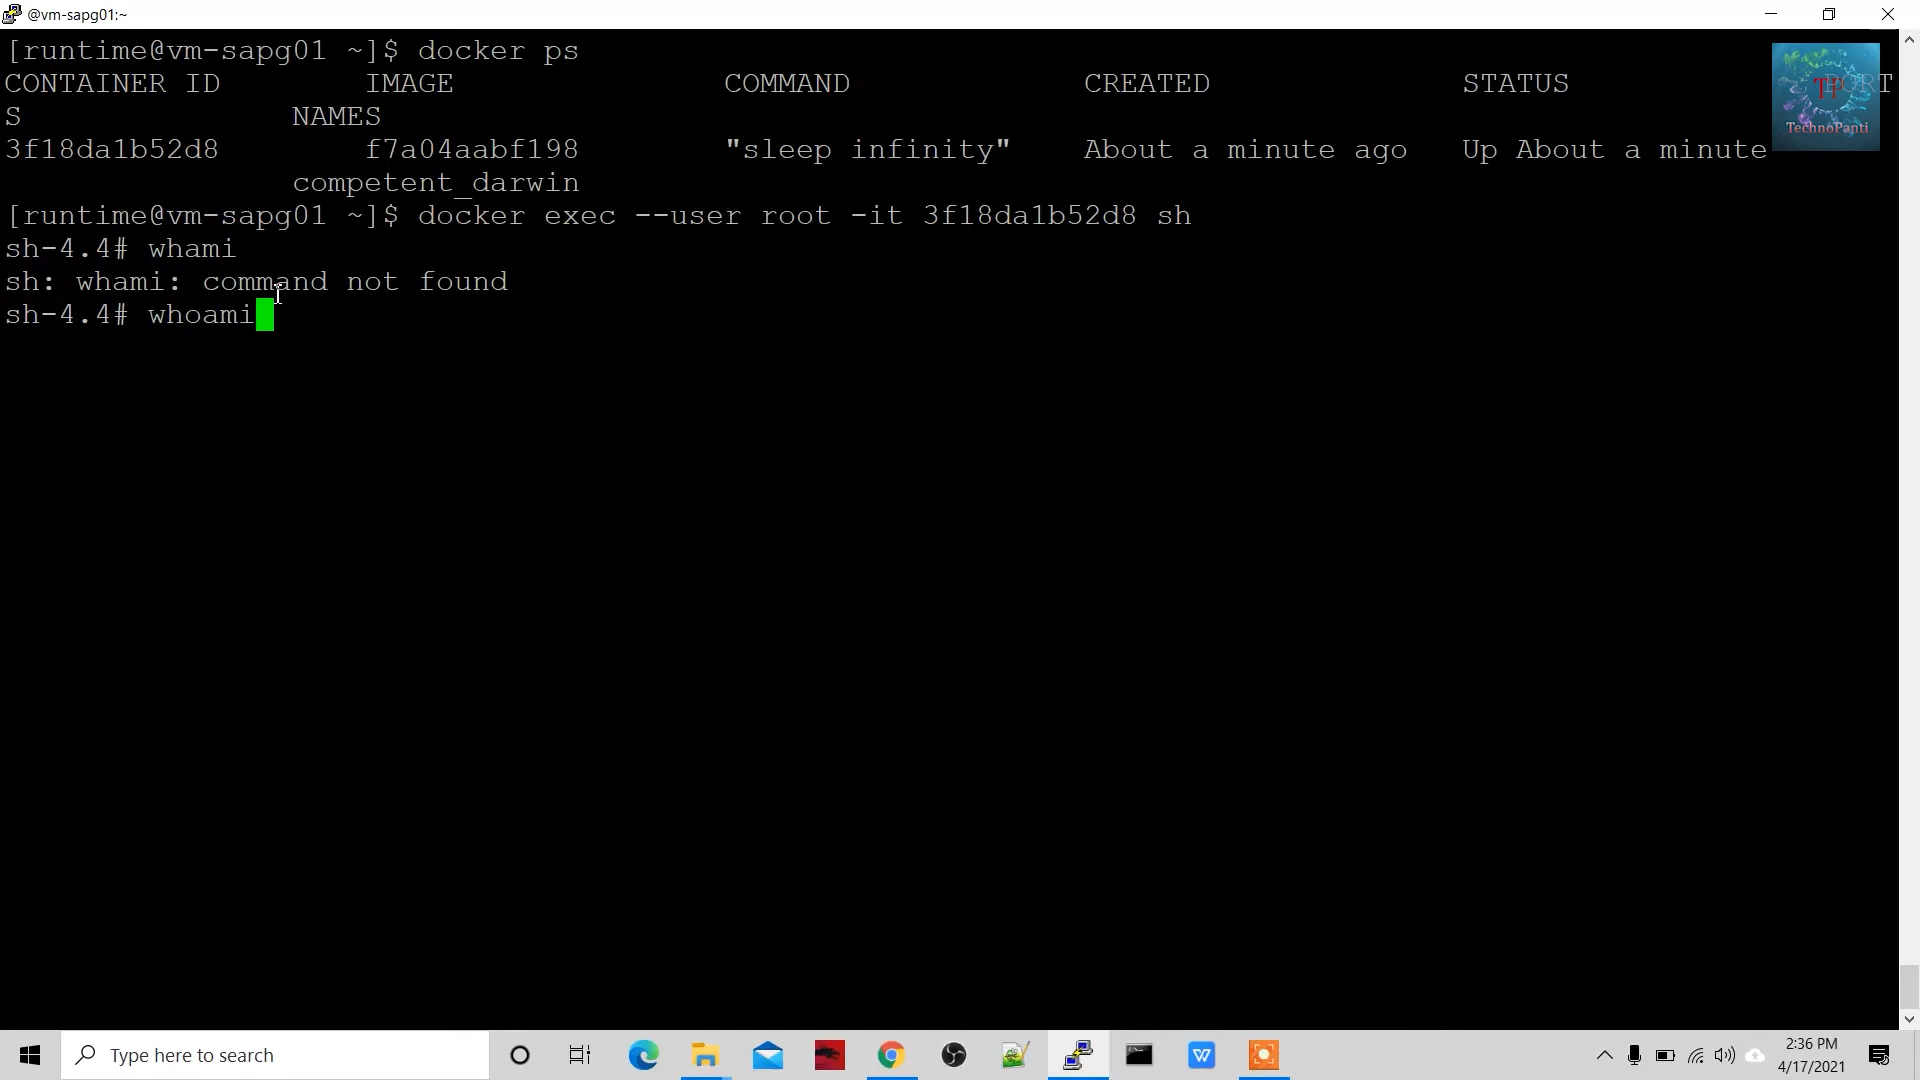 @vm-sapg01:~
[runtime@vm-sapg01 ~]$ docker ps
CONTAINER ID IMAGE COMMAND CREATED STATUS PORT
S NAMES
3f18da1b52d8 f7a04aabf198 "sleep infinity" About a minute ago Up About a minute
competent_darwin
[runtime@vm-sapg01 ~]$ docker exec --user root -it 3f18da1b52d8 sh
sh-4.4# whami
sh: whami: command not found
sh-4.4# whoami
TP
TechnoPanti
Type here to search
2:36 PM
4/17/2021